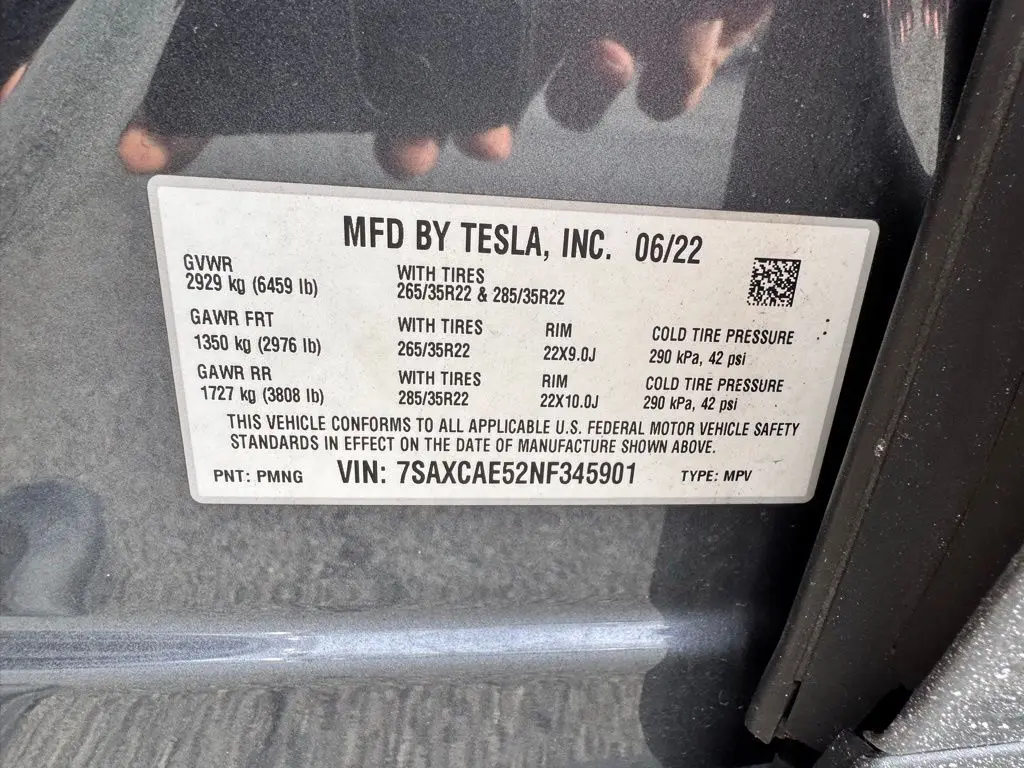 MFD BY TESLA, INC. 06/22
GVWR
2929 kg (6459 lb)
WITH TIRES
265/35R22 & 285/35R22
GAWR FRT
1350 kg (2976 lb)
WITH TIRES
265/35R22
RIM
22X9.0J
COLD TIRE PRESSURE
290 kPa, 42 psi
GAWR RR
1727 kg (3808 lb)
WITH TIRES
285/35R22
RIM
22X10.0J
COLD TIRE PRESSURE
290 kPa, 42 psi
THIS VEHICLE CONFORMS TO ALL APPLICABLE U.S. FEDERAL MOTOR VEHICLE SAFETY
STANDARDS IN EFFECT ON THE DATE OF MANUFACTURE SHOWN ABOVE.
PNT: PMNG VIN: 7SAXCAE52NF345901 TYPE: MPV